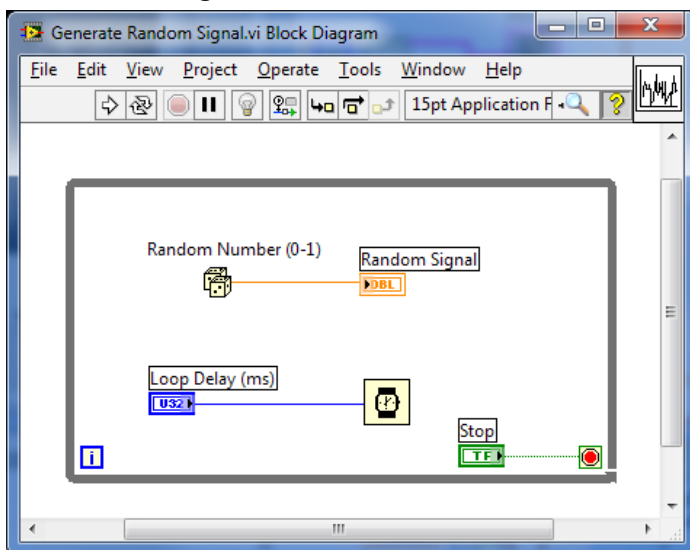 Generate Random Signal.vi Block Diagram
File Edit View Project Operate Tools Window Help
15pt Application F
Random Number (0-1)
Random Signal
DBL
Loop Delay (ms)
U32
Stop
TF
i